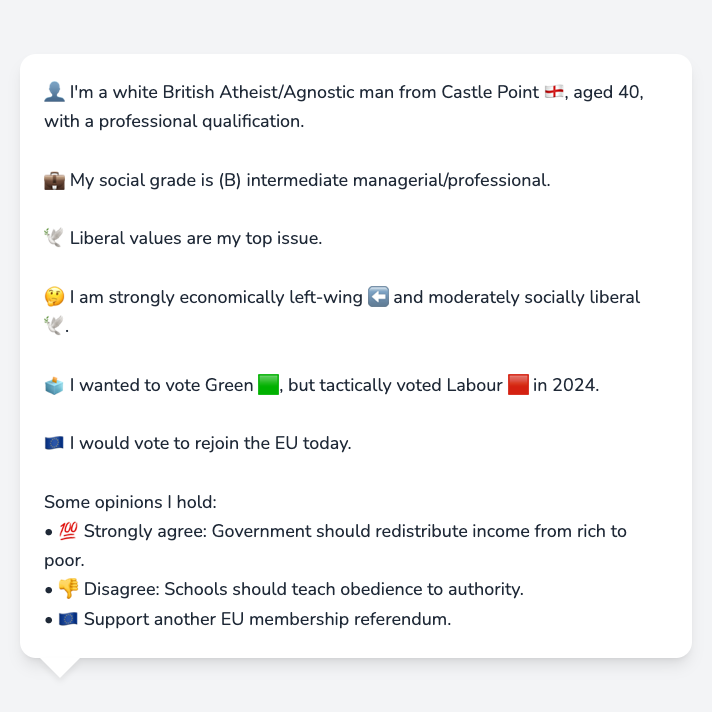 👤 I'm a white British Atheist/Agnostic man from Castle Point 🏴󠁧󠁢󠁥󠁮󠁧󠁿, aged 40,
with a professional qualification.
💼 My social grade is (B) intermediate managerial/professional.
🕊️ Liberal values are my top issue.
🤔 I am strongly economically left-wing ⬅️ and moderately socially liberal
🕊️.
🗳️ I wanted to vote Green 🟩, but tactically voted Labour 🟥 in 2024.
🇪🇺 I would vote to rejoin the EU today.
Some opinions I hold:
• 💯 Strongly agree: Government should redistribute income from rich to
poor.
• 👎 Disagree: Schools should teach obedience to authority.
• 🇪🇺 Support another EU membership referendum.